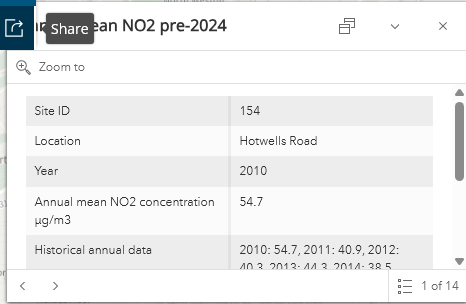 Share
ean NO2 pre-2024
Zoom to
Site ID 154
Location Hotwells Road
Year 2010
Annual mean NO2 concentration 54.7
µg/m3
Historical annual data 2010: 54.7, 2011: 40.9, 2012:
40.3, 2013: 44.3, 2014: 38.5
1 of 14